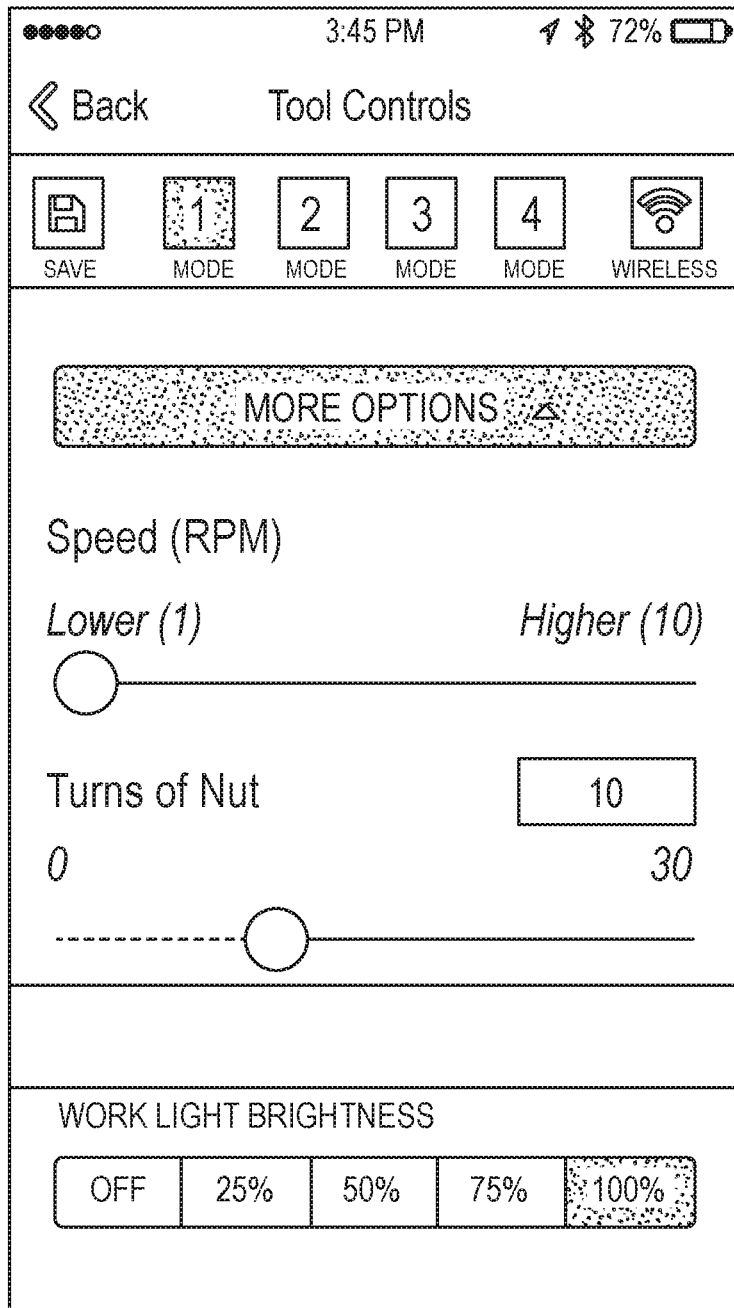 3:45 PM 72%
Back Tool Controls
1 2 3 4
SAVE MODE MODE MODE MODE WIRELESS
MORE OPTIONS
Speed (RPM)
Lower (1) Higher (10)
Turns of Nut 10
0 30
WORK LIGHT BRIGHTNESS
OFF 25% 50% 75% 100%